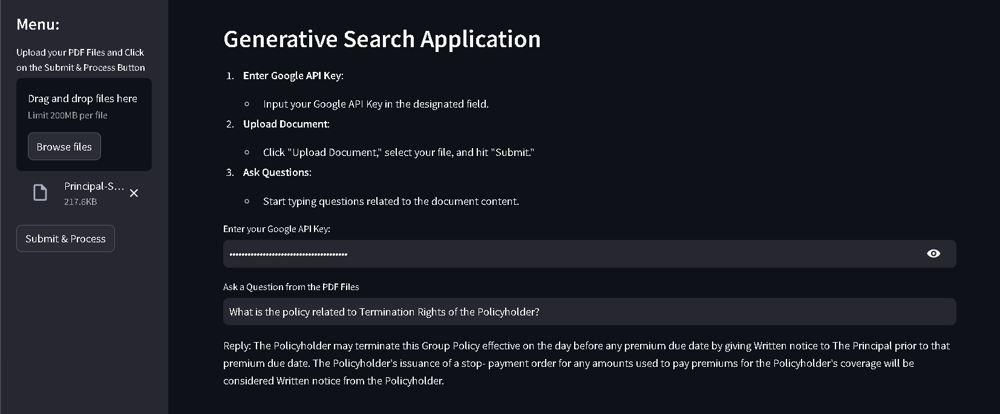 Menu:
Upload your PDF Files and Click
on the Submit & Process Button
Drag and drop files here
Limit 200MB per file
Browse files
Principal-S...
217.6KB
Submit & Process
Generative Search Application
1. Enter Google API Key:
Input your Google API Key in the designated field.
2. Upload Document:
Click "Upload Document," select your file, and hit "Submit."
3. Ask Questions:
Start typing questions related to the document content.
Enter your Google API Key:
Ask a Question from the PDF Files
What is the policy related to Termination Rights of the Policyholder?
Reply: The Policyholder may terminate this Group Policy effective on the day before any premium due date by giving Written notice to The Principal prior to that
premium due date. The Policyholder's issuance of a stop- payment order for any amounts used to pay premiums for the Policyholder's coverage will be
considered Written notice from the Policyholder.